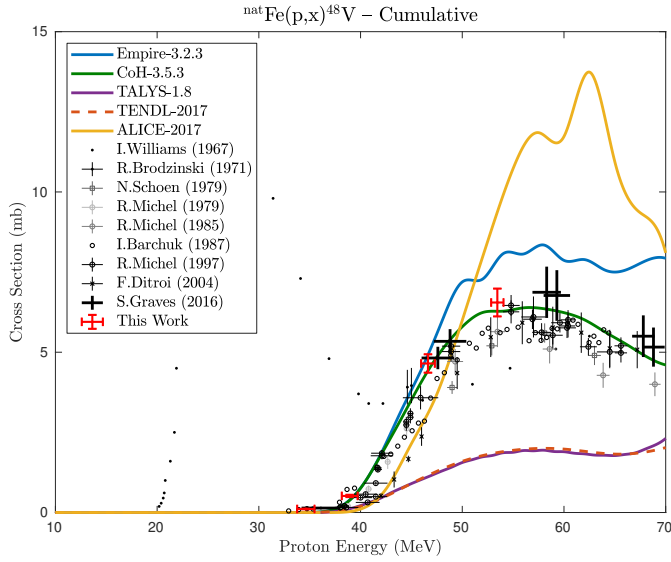 ⁿᵃᵗFe(p,x)⁴⁸V – Cumulative
15
10
5
0
Cross Section (mb)
Empire-3.2.3
CoH-3.5.3
TALYS-1.8
TENDL-2017
ALICE-2017
I.Williams (1967)
R.Brodzinski (1971)
N.Schoen (1979)
R.Michel (1979)
R.Michel (1985)
I.Barchuk (1987)
R.Michel (1997)
F.Ditroi (2004)
S.Graves (2016)
This Work
10 20 30 40 50 60 70
Proton Energy (MeV)